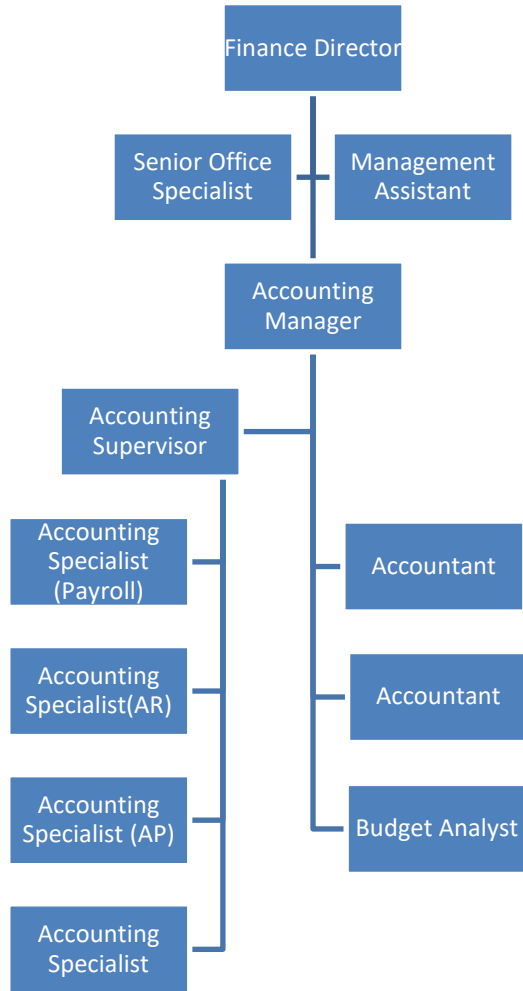 Finance Director
Senior Office
Specialist
Management
Assistant
Accounting
Manager
Accounting
Supervisor
Accounting
Specialist
(Payroll)
Accountant
Accounting
Specialist(AR)
Accountant
Accounting
Specialist (AP)
Budget Analyst
Accounting
Specialist